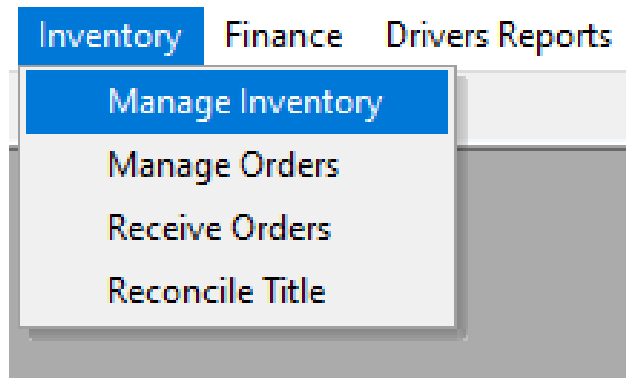 Inventory Finance Drivers Reports
Manage Inventory
Manage Orders
Receive Orders
Reconcile Title